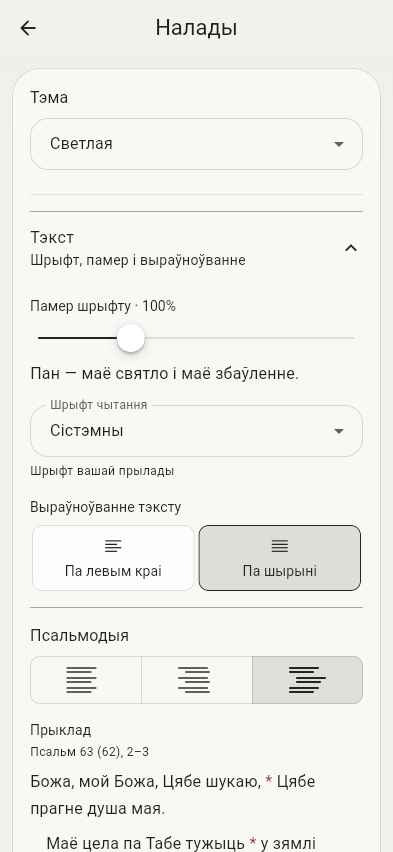 Налады
Тэма
Светлая
Тэкст
Шрыфт, памер і выраўноўванне
Памер шрыфту · 100%
Пан — маё святло і маё збаўленне.
Шрыфт чытання
Сістэмны
Шрыфт вашай прылады
Выраўноўванне тэксту
Па левым краі
Па шырыні
Псальмодыя
Прыклад
Псальм 63 (62), 2–3
Божа, мой Божа, Цябе шукаю, * Цябе
прагне душа мая.
Маё цела па Табе тужыць * у зямлі